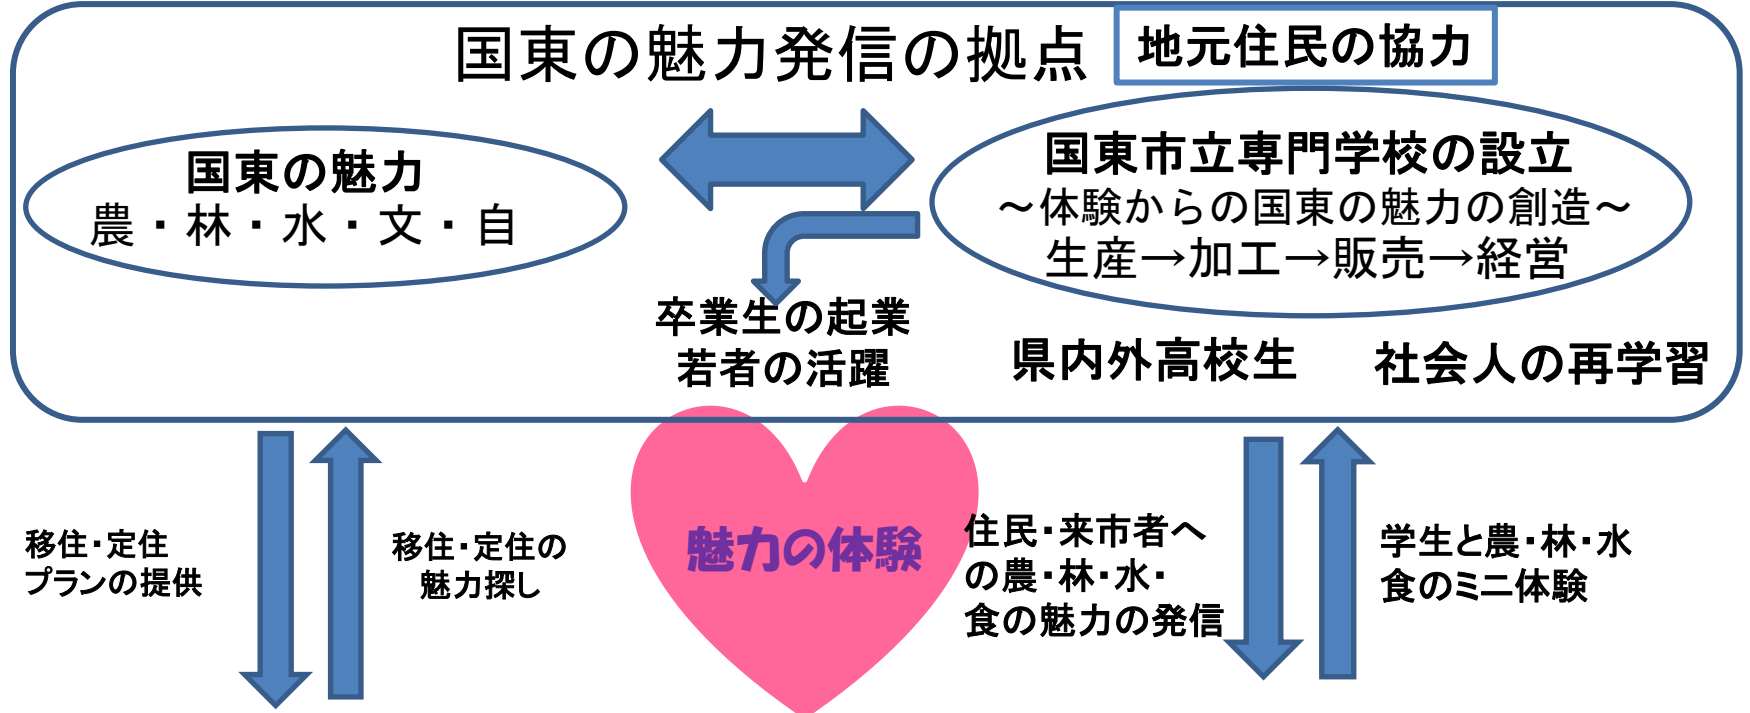 国東の魅力発信の拠点
地元住民の協力
国東の魅力
農・林・水・文・自
国東市立専門学校の設立
～体験からの国東の魅力の創造～
生産→加工→販売→経営
卒業生の起業
若者の活躍
県内外高校生
社会人の再学習
移住・定住
プランの提供
移住・定住の
魅力探し
魅力の体験
住民・来市者へ
の農・林・水・
食の魅力の発信
学生と農・林・水
食のミニ体験